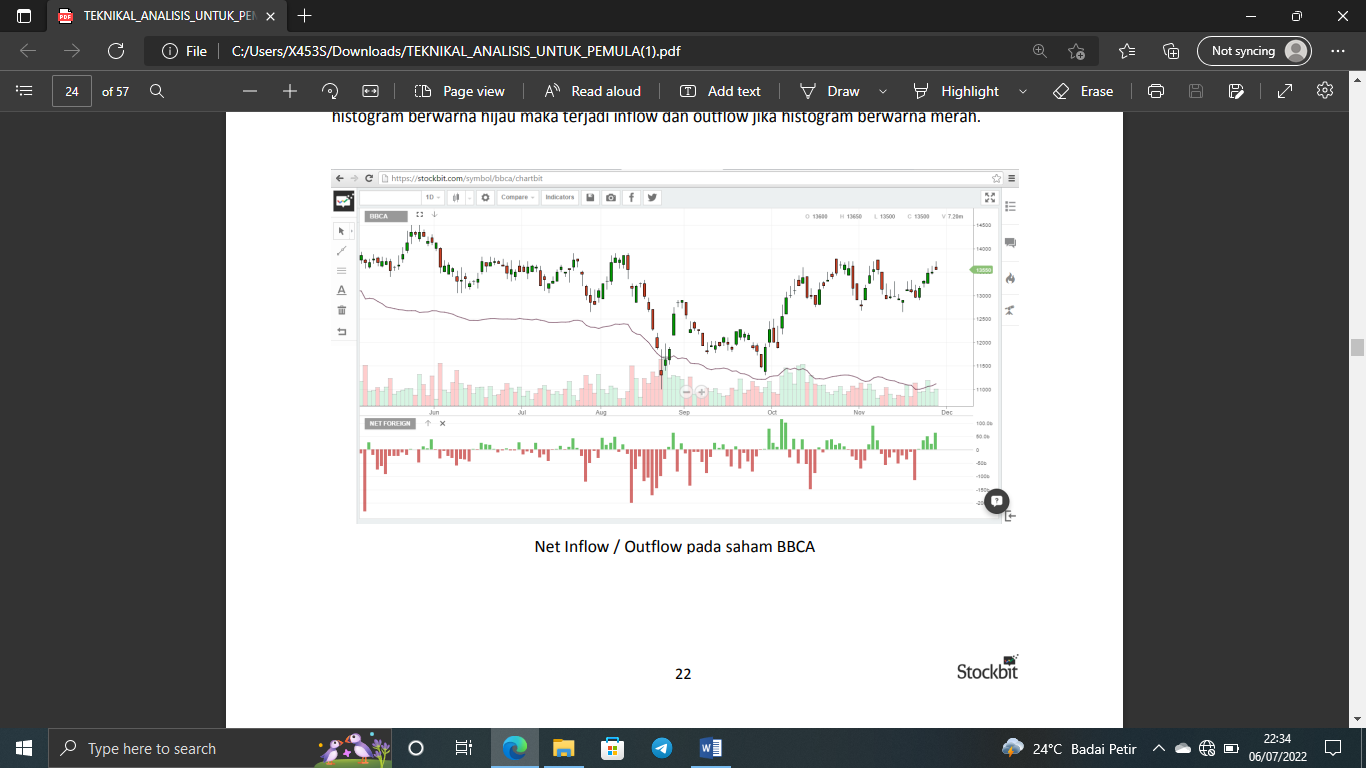 TEKNIKAL_ANALISIS_UNTUK_PEM
File C:/Users/X453S/Downloads/TEKNIKAL_ANALISIS_UNTUK_PEMULA(1).pdf Not syncing
24 of 57 Page view Read aloud Add text Draw Highlight Erase
histogram berwarna hijau maka terjadi inflow dan outflow jika histogram berwarna merah.
https://stockbit.com/symbol/bbca/chartbit
1D Compare Indicators
BBCA O 13600 H 13650 L 13500 C 13500 V 7.20m
14500
14000
13000
12500
12000
11500
11000
Jun Jul Aug Sep Oct Nov Dec
NET FOREIGN
100.0b
50.0b
0
-50b
-100b
-150b
Net Inflow / Outflow pada saham BBCA
22
Stockbit
Type here to search
24°C Badai Petir
22:34
06/07/2022